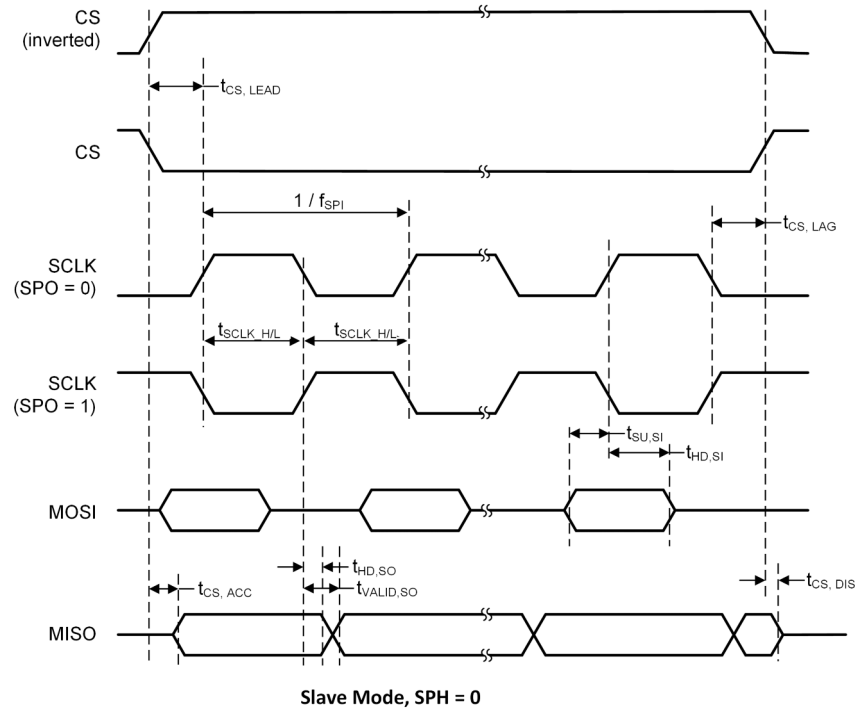 CS
(inverted)
tCS, LEAD
CS
1 / fSPI
tCS, LAG
SCLK
(SPO = 0)
tSCLK_H/L
tSCLK_H/L
SCLK
(SPO = 1)
tSU,SI
tHD,SI
MOSI
tHD,SO
tCS, ACC
tVALID,SO
tCS, DIS
MISO
Slave Mode, SPH = 0